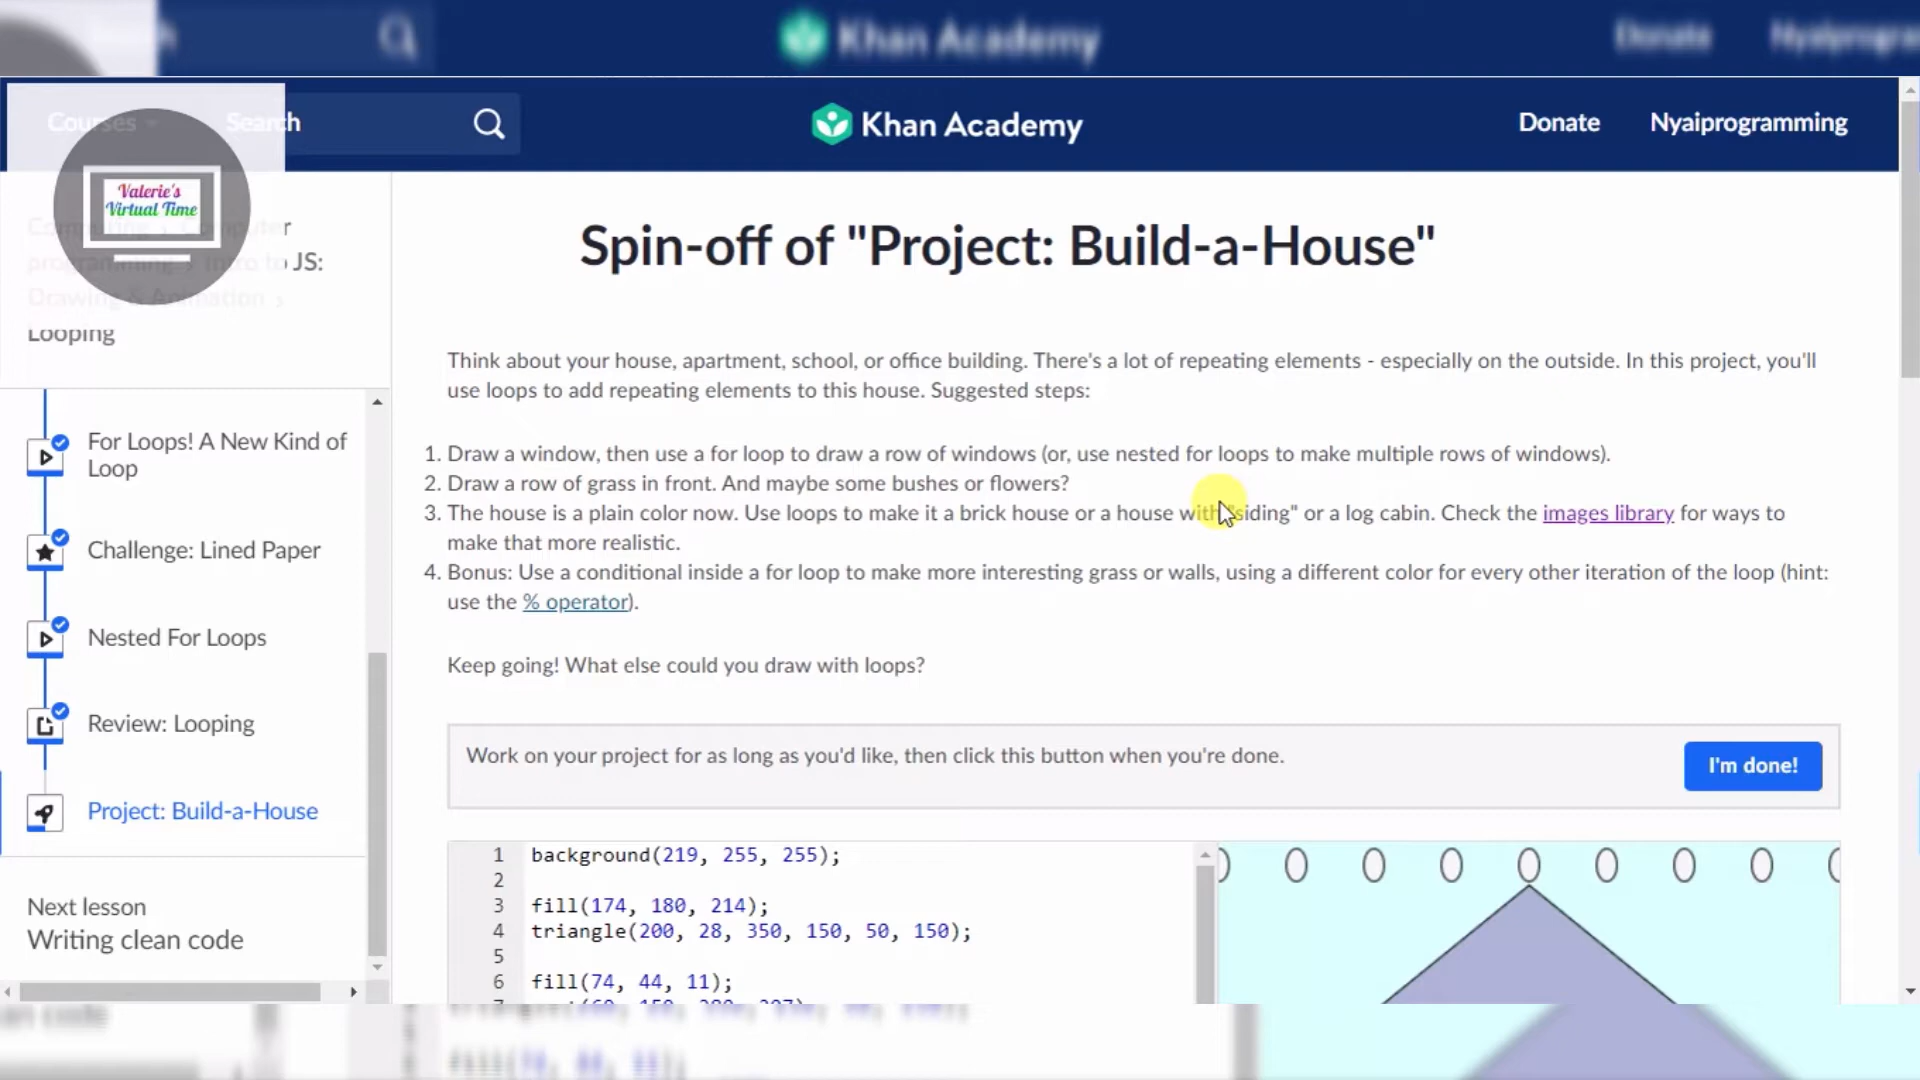 Khan Academy
Donate
Courses
Search
Khan Academy
Donate
Nyaiprogramming
Valerie's
Virtual Time
JS:
Drawing & Animation
Looping
For Loops! A New Kind of
Loop
Challenge: Lined Paper
Nested For Loops
Review: Looping
Project: Build-a-House
Next lesson
Writing clean code
Spin-off of "Project: Build-a-House"
Think about your house, apartment, school, or office building. There's a lot of repeating elements - especially on the outside. In this project, you'll
use loops to add repeating elements to this house. Suggested steps:
1. Draw a window, then use a for loop to draw a row of windows (or, use nested for loops to make multiple rows of windows).
2. Draw a row of grass in front. And maybe some bushes or flowers?
3. The house is a plain color now. Use loops to make it a brick house or a house with "siding" or a log cabin. Check the images library for ways to
make that more realistic.
4. Bonus: Use a conditional inside a for loop to make more interesting grass or walls, using a different color for every other iteration of the loop (hint:
use the % operator).
Keep going! What else could you draw with loops?
Work on your project for as long as you'd like, then click this button when you're done.
I'm done!
1 background(219, 255, 255);
2
3 fill(174, 180, 214);
4 triangle(200, 28, 350, 150, 50, 150);
5
6 fill(74, 44, 11);